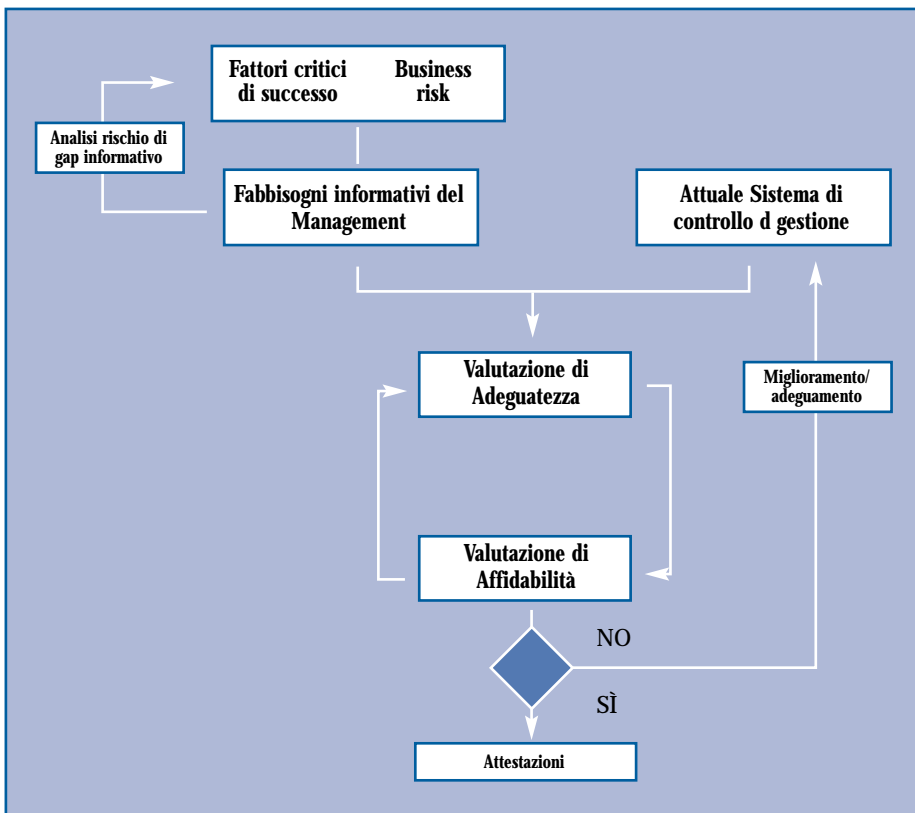 Fattori critici
di successo
Business
risk
Analisi rischio di
gap informativo
Fabbisogni informativi del
Management
Attuale Sistema di
controllo d gestione
Valutazione di
Adeguatezza
Miglioramento/
adeguamento
Valutazione di
Affidabilità
NO
SÌ
Attestazioni